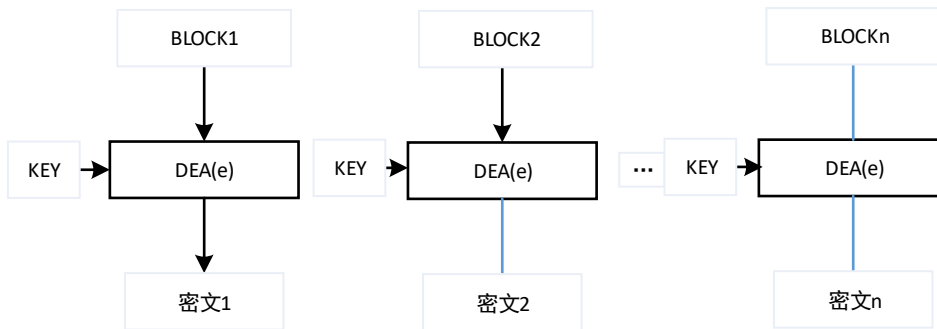 BLOCK1
BLOCK2
BLOCKn
KEY
DEA(e)
KEY
DEA(e)
...
KEY
DEA(e)
密文1
密文2
密文n